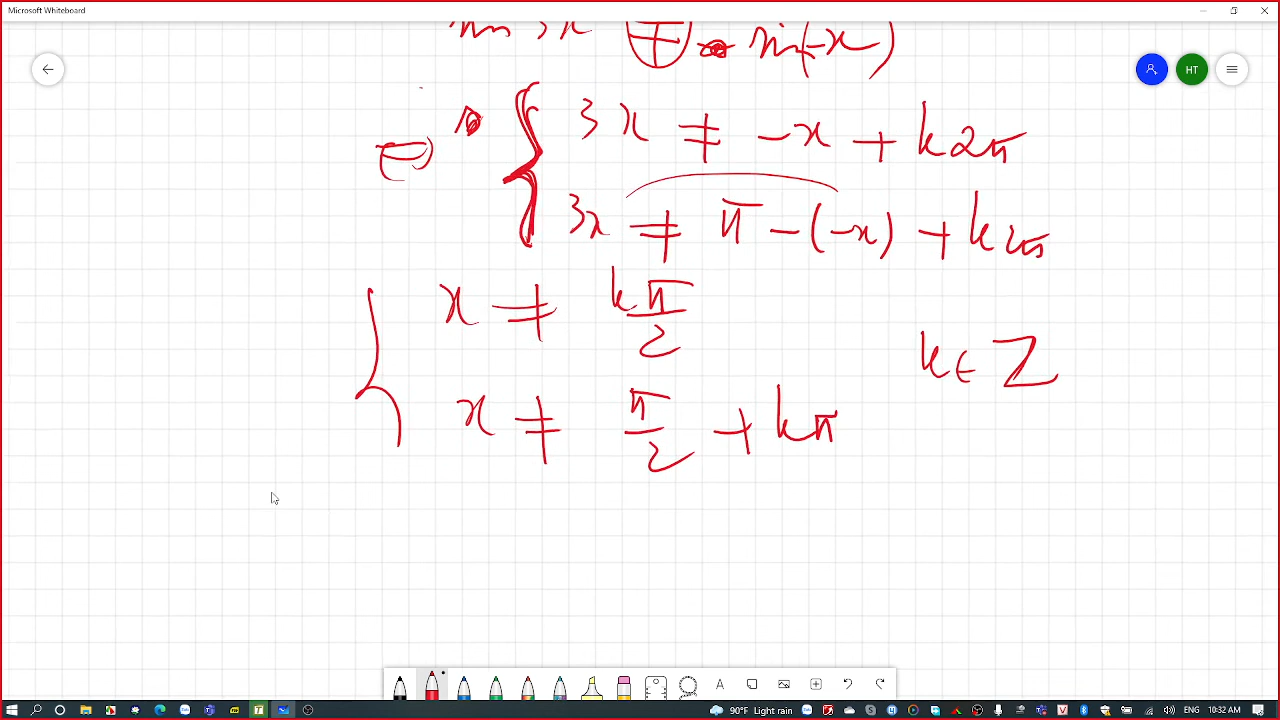 Microsoft Whiteboard
HT
sin 3x ≠ sin(-x)
⇔ { 3x ≠ -x + k2π
3x ≠ π - (-x) + k2π
{ x ≠ kπ/2
k ∈ Z
x ≠ π/2 + kπ
90°F Light rain
ENG
10:32 AM